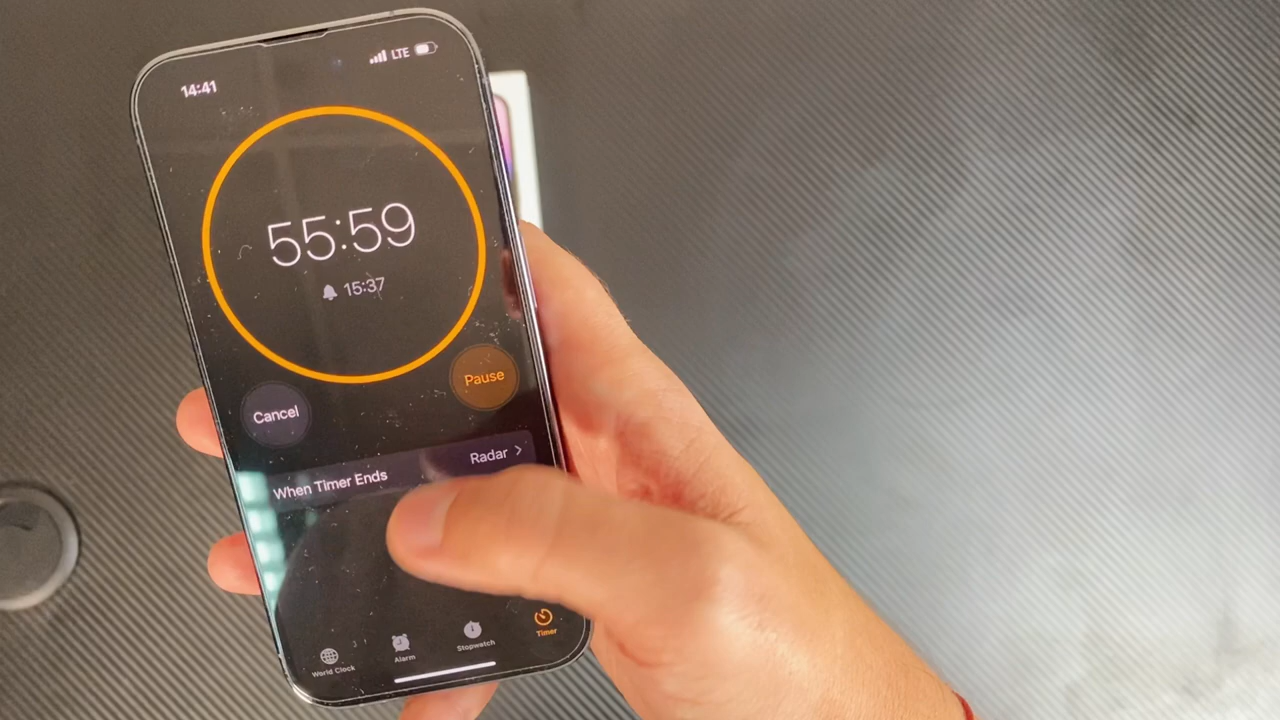 14:41 LTE
55:59
15:37
Cancel Pause
When Timer Ends Radar
World Clock Alarm Stopwatch Timer